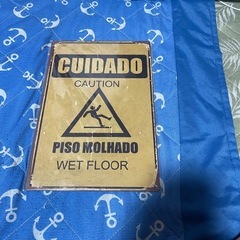 CUIDADO
CAUTION
PISO MOLHADO
WET FLOOR